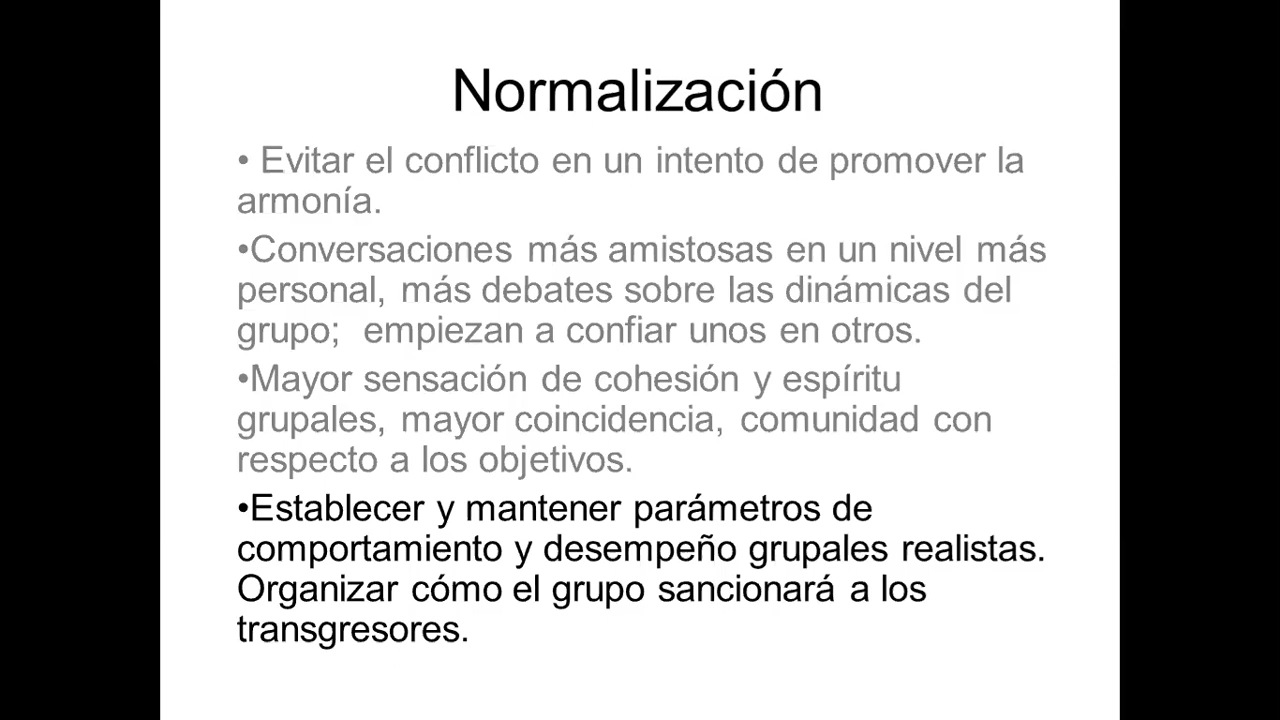 Normalización
• Evitar el conflicto en un intento de promover la
armonía.
•Conversaciones más amistosas en un nivel más
personal, más debates sobre las dinámicas del
grupo; empiezan a confiar unos en otros.
•Mayor sensación de cohesión y espíritu
grupales, mayor coincidencia, comunidad con
respecto a los objetivos.
•Establecer y mantener parámetros de
comportamiento y desempeño grupales realistas.
Organizar cómo el grupo sancionará a los
transgresores.